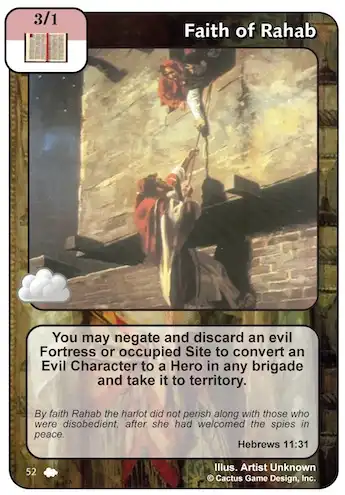 3/1
Faith of Rahab
You may negate and discard an evil
Fortress or occupied Site to convert an
Evil Character to a Hero in any brigade
and take it to territory.
By faith Rahab the harlot did not perish along with those who
were disobedient, after she had welcomed the spies in
peace.
Hebrews 11:31
Illus. Artist Unknown
52
© Cactus Game Design, Inc.